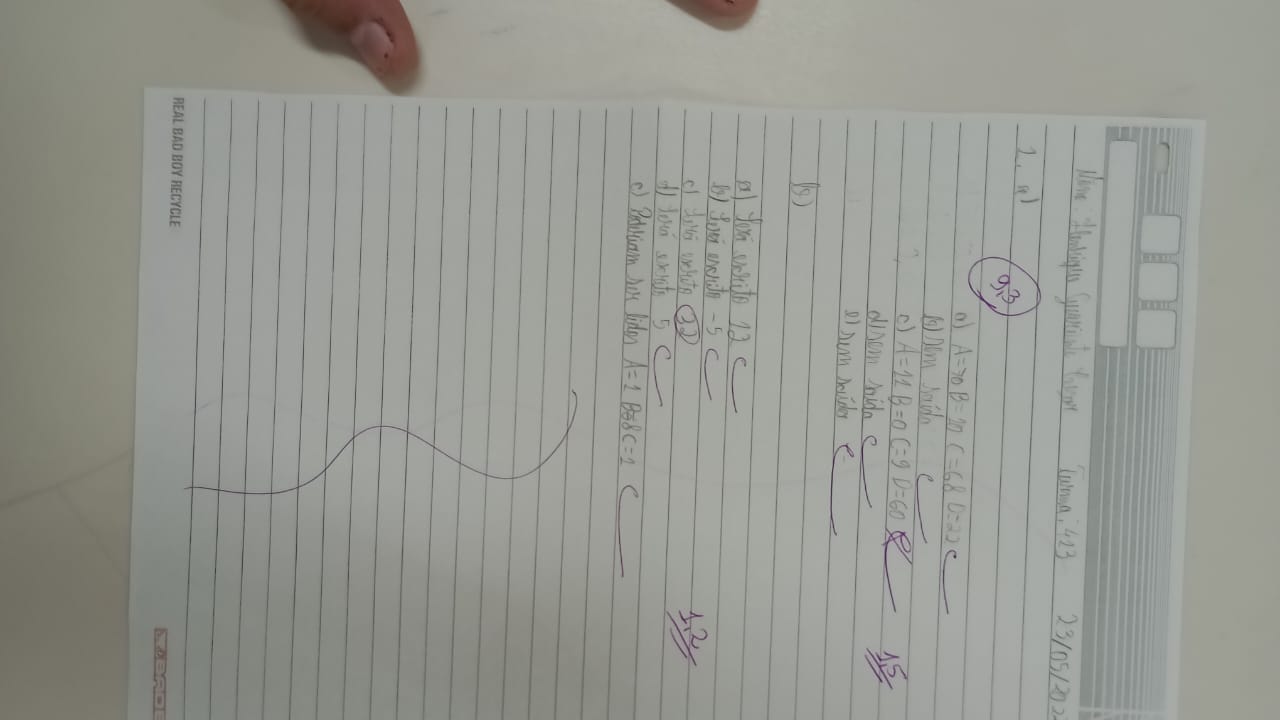 Nome: Henrique Turma: 413 23/05/202
1. a)
9,3
a) A=70 B=20 C=68 D=22 C
b) sem saída C
c) A=11 B=0 C=9 D=60 C
1,5
d) sem saída C
e) sem saída C
b)
a) Será escrito 12 C
b) Será escrito -5 C
c) Será escrito 32
1,2
d) Será escrito 5 C
e) Poderiam ser lidos A=1 B=8 C=1 C
REAL BAD BOY RECYCLE